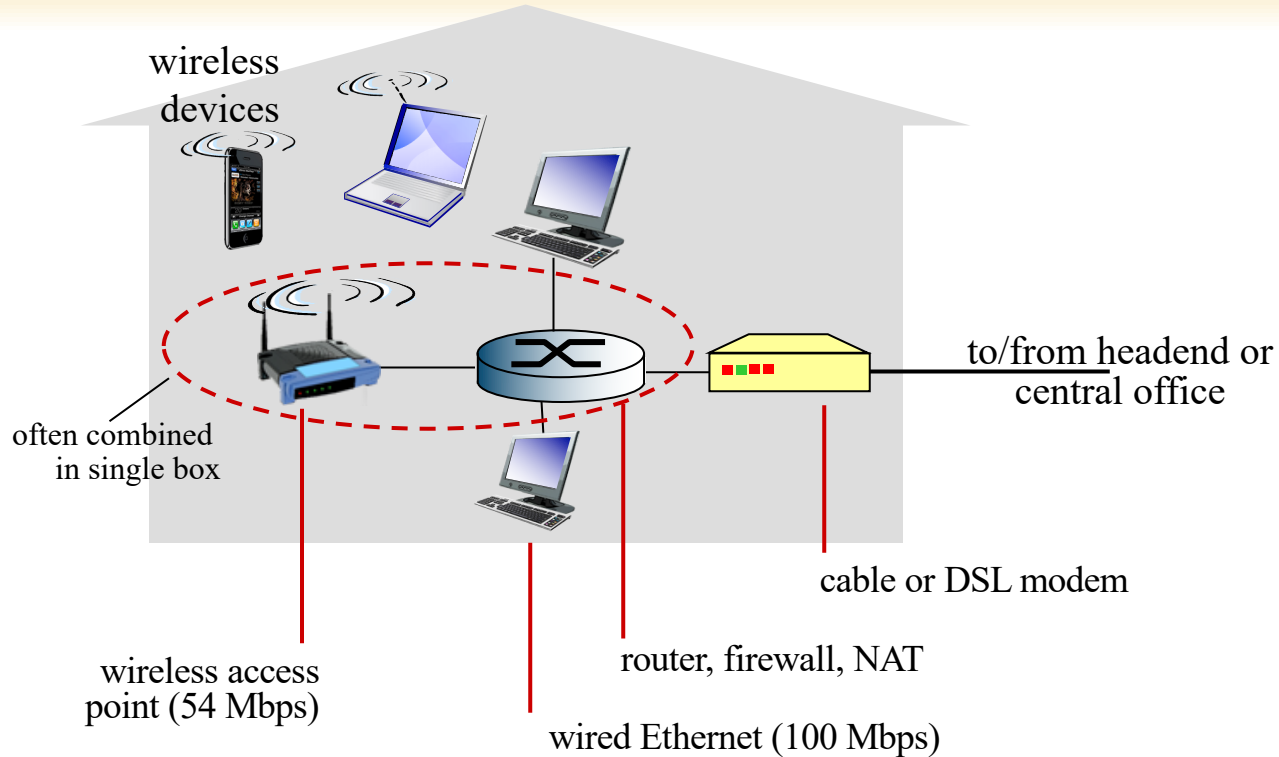 wireless
devices
to/from headend or
central office
often combined
in single box
cable or DSL modem
router, firewall, NAT
wireless access
point (54 Mbps)
wired Ethernet (100 Mbps)